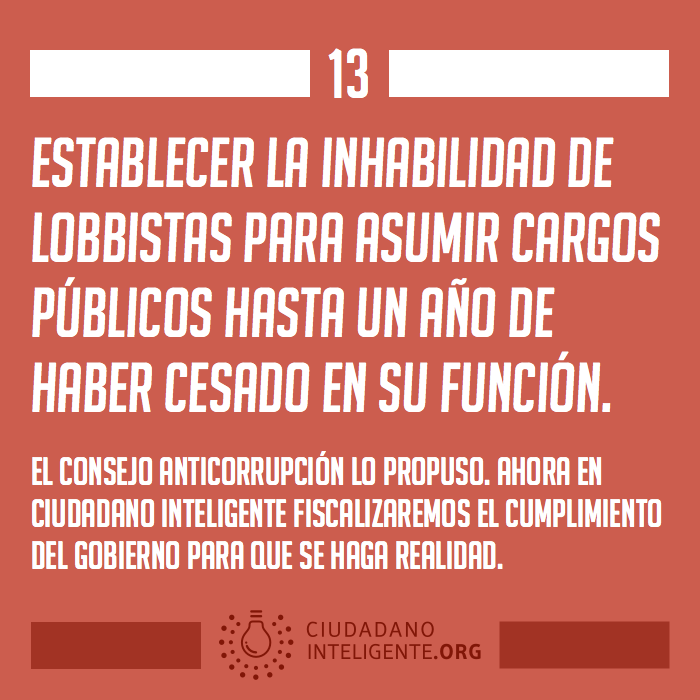 13
ESTABLECER LA INHABILIDAD DE
LOBBISTAS PARA ASUMIR CARGOS
PÚBLICOS HASTA UN AÑO DE
HABER CESADO EN SU FUNCIÓN.
EL CONSEJO ANTICORRUPCIÓN LO PROPUSO. AHORA EN
CIUDADANO INTELIGENTE FISCALIZAREMOS EL CUMPLIMIENTO
DEL GOBIERNO PARA QUE SE HAGA REALIDAD.
CIUDADANO
INTELIGENTE.ORG